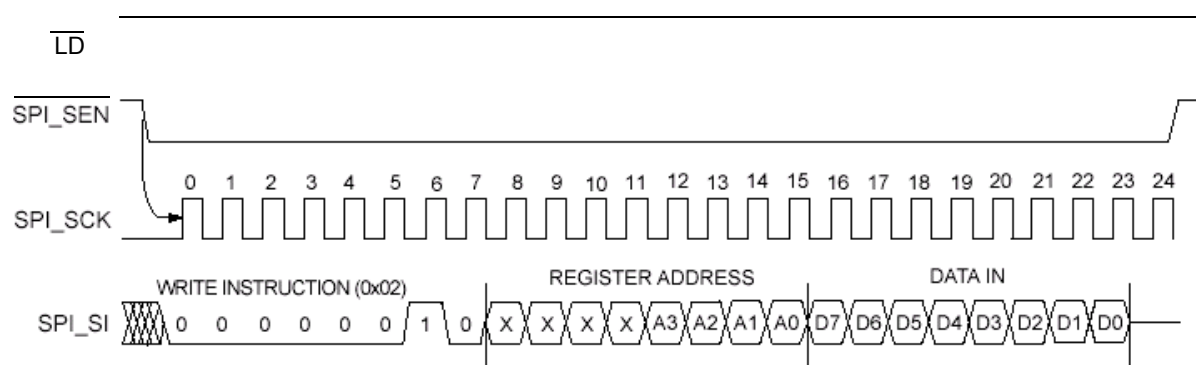 LD
SPI_SEN
0 1 2 3 4 5 6 7 8 9 10 11 12 13 14 15 16 17 18 19 20 21 22 23 24
SPI_SCK
WRITE INSTRUCTION (0x02) REGISTER ADDRESS DATA IN
SPI_SI 0 0 0 0 0 0 1 0 X X X X A3 A2 A1 A0 D7 D6 D5 D4 D3 D2 D1 D0